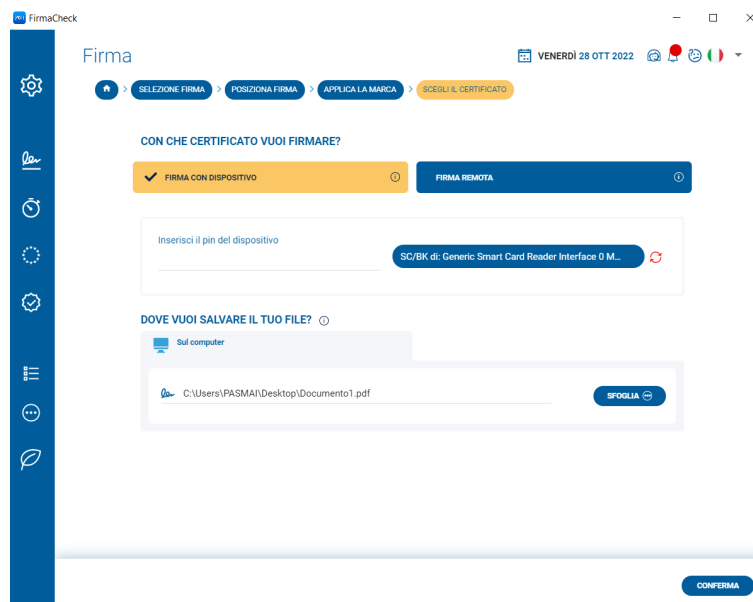 FirmaCheck
Firma
VENERDÌ 28 OTT 2022
SELEZIONE FIRMA > POSIZIONA FIRMA > APPLICA LA MARCA > SCEGLI IL CERTIFICATO
CON CHE CERTIFICATO VUOI FIRMARE?
FIRMA CON DISPOSITIVO
FIRMA REMOTA
Inserisci il pin del dispositivo
SC/BK di: Generic Smart Card Reader Interface 0 M...
DOVE VUOI SALVARE IL TUO FILE?
Sul computer
C:\Users\PASMAI\Desktop\Documento1.pdf
SFOGLIA
CONFERMA